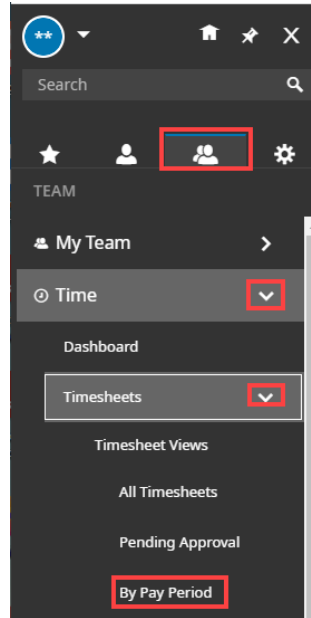 **
Search
TEAM
My Team
Time
Dashboard
Timesheets
Timesheet Views
All Timesheets
Pending Approval
By Pay Period